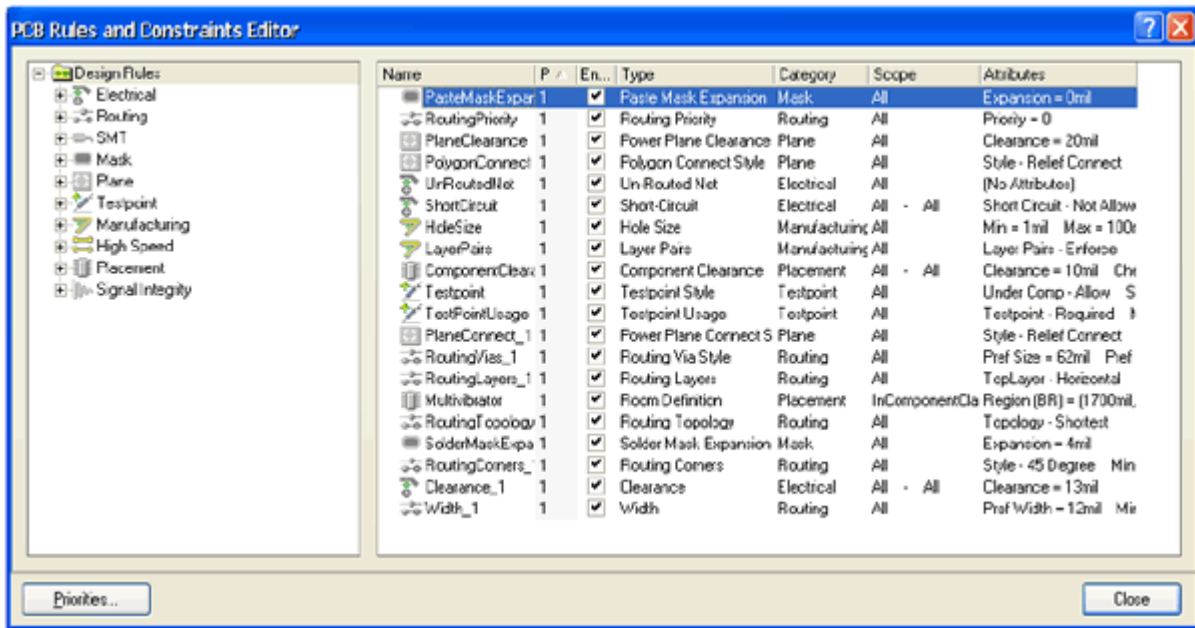 PCB Rules and Constraints Editor
Design Rules
Electrical
Routing
SMT
Mask
Plane
Testpoint
Manufacturing
High Speed
Placement
Signal Integrity
Name P En... Type Category Scope Attributes
PasteMaskExpar 1 Paste Mask Expansion Mask All Expansion = 0mil
RoutingPriority 1 Routing Priority Routing All Priority = 0
PlaneClearance 1 Power Plane Clearance Plane All Clearance = 20mil
PolygonConnect 1 Polygon Connect Style Plane All Style - Relief Connect
UnRoutedNet 1 Un-Routed Net Electrical All (No Attributes)
ShortCircuit 1 Short-Circuit Electrical All - All Short Circuit - Not Allow
HoleSize 1 Hole Size Manufacturing All Min = 1mil Max = 100
LayerPairs 1 Layer Pairs Manufacturing All Layer Pairs - Enforce
ComponentClear 1 Component Clearance Placement All - All Clearance = 10mil Che
Testpoint 1 Testpoint Style Testpoint All Under Comp - Allow S
TestPointUsage 1 Testpoint Usage Testpoint All Testpoint - Required
PlaneConnect_1 1 Power Plane Connect S Plane All Style - Relief Connect
RoutingVias_1 1 Routing Via Style Routing All Pref Size = 62mil Pref
RoutingLayers_1 1 Routing Layers Routing All TopLayer - Horizontal
Multivibrator 1 Room Definition Placement InComponentCla Region (BR) = (1700mil,
RoutingTopology 1 Routing Topology Routing All Topology - Shortest
SolderMaskExpa 1 Solder Mask Expansion Mask All Expansion = 4mil
RoutingCorners_ 1 Routing Corners Routing All Style - 45 Degree Min
Clearance_1 1 Clearance Electrical All - All Clearance = 13mil
Width_1 1 Width Routing All Pref Width = 12mil Mir
Priorities... Close